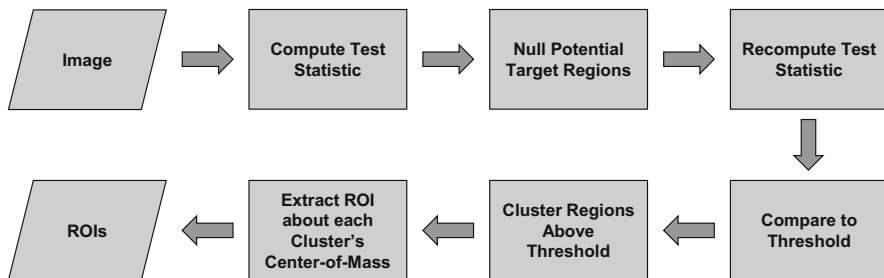 Image
Compute Test
Statistic
Null Potential
Target Regions
Recompute Test
Statistic
Compare to
Threshold
Cluster Regions
Above
Threshold
Extract ROI
about each
Cluster's
Center-of-Mass
ROIs